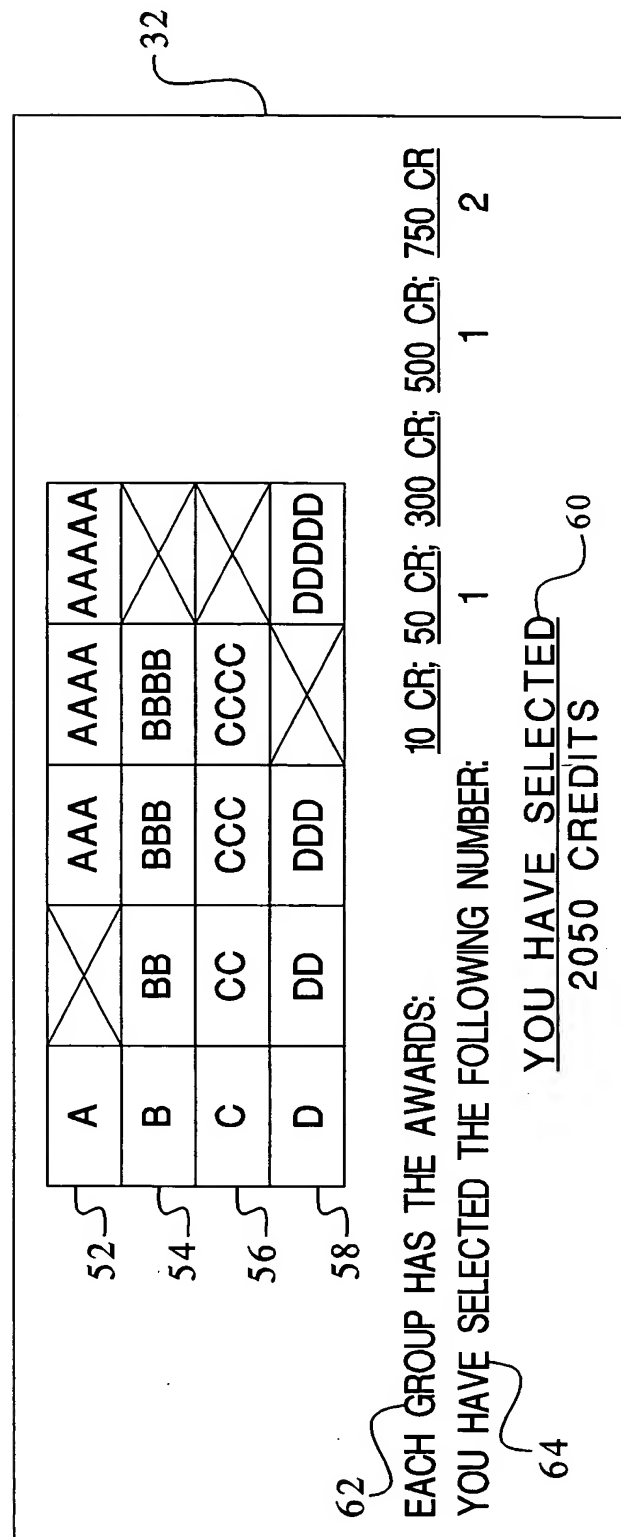 32
52 A AAA AAAA AAAAA
54 B BB BBB BBBB
56 C CC CCC CCCC
58 D DD DDD DDDDD
62
EACH GROUP HAS THE AWARDS: 10 CR; 50 CR; 300 CR; 500 CR; 750 CR
YOU HAVE SELECTED THE FOLLOWING NUMBER: 1 1 2
64
YOU HAVE SELECTED 60
2050 CREDITS